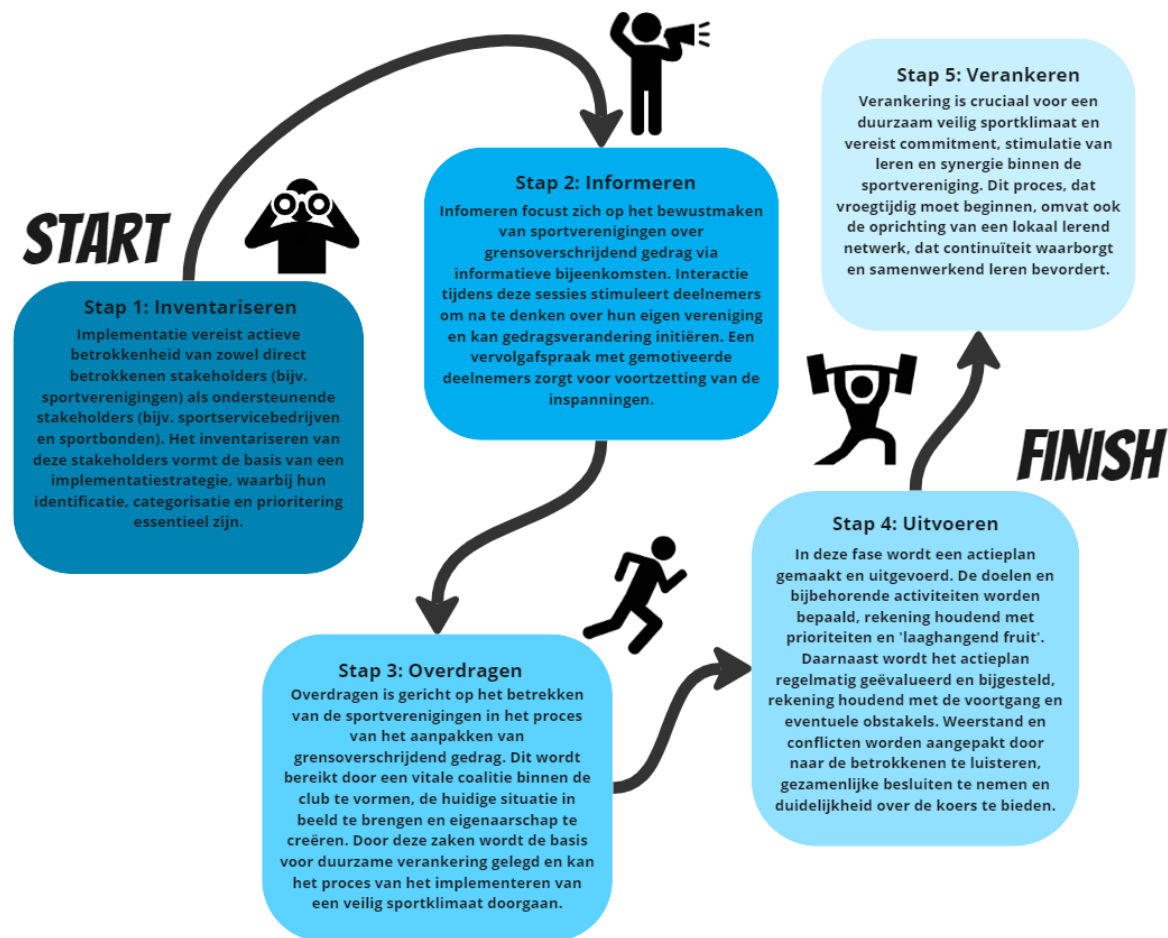 START
Stap 1: Inventariseren
Implementatie vereist actieve
betrokkenheid van zowel direct
betrokkenen stakeholders (bijv.
sportverenigingen) als ondersteunende
stakeholders (bijv. sportservicebedrijven
en sportbonden). Het inventariseren van
deze stakeholders vormt de basis van een
implementatiestrategie, waarbij hun
identificatie, categorisatie en prioritering
essentieel zijn.
Stap 2: Informeren
Infomeren focust zich op het bewustmaken
van sportverenigingen over
grensoverschrijdend gedrag via
informatieve bijeenkomsten. Interactie
tijdens deze sessies stimuleert deelnemers
om na te denken over hun eigen vereniging
en kan gedragsverandering initiëren. Een
vervolgafspraak met gemotiveerde
deelnemers zorgt voor voortzetting van de
inspanningen.
Stap 3: Overdragen
Overdragen is gericht op het betrekken
van de sportverenigingen in het proces
van het aanpakken van
grensoverschrijdend gedrag. Dit wordt
bereikt door een vitale coalitie binnen de
club te vormen, de huidige situatie in
beeld te brengen en eigenaarschap te
creëren. Door deze zaken wordt de basis
voor duurzame verankering gelegd en kan
het proces van het implementeren van
een veilig sportklimaat doorgaan.
Stap 4: Uitvoeren
In deze fase wordt een actieplan
gemaakt en uitgevoerd. De doelen en
bijbehorende activiteiten worden
bepaald, rekening houdend met
prioriteiten en 'laaghangend fruit'.
Daarnaast wordt het actieplan
regelmatig geëvalueerd en bijgesteld,
rekening houdend met de voortgang en
eventuele obstakels. Weerstand en
conflicten worden aangepakt door
naar de betrokkenen te luisteren,
gezamenlijke besluiten te nemen en
duidelijkheid over de koers te bieden.
Stap 5: Verankeren
Verankering is cruciaal voor een
duurzaam veilig sportklimaat en
vereist commitment, stimulatie van
leren en synergie binnen de
sportvereniging. Dit proces, dat
vroegtijdig moet beginnen, omvat ook
de oprichting van een lokaal lerend
netwerk, dat continuïteit waarborgt
en samenwerkend leren bevordert.
FINISH